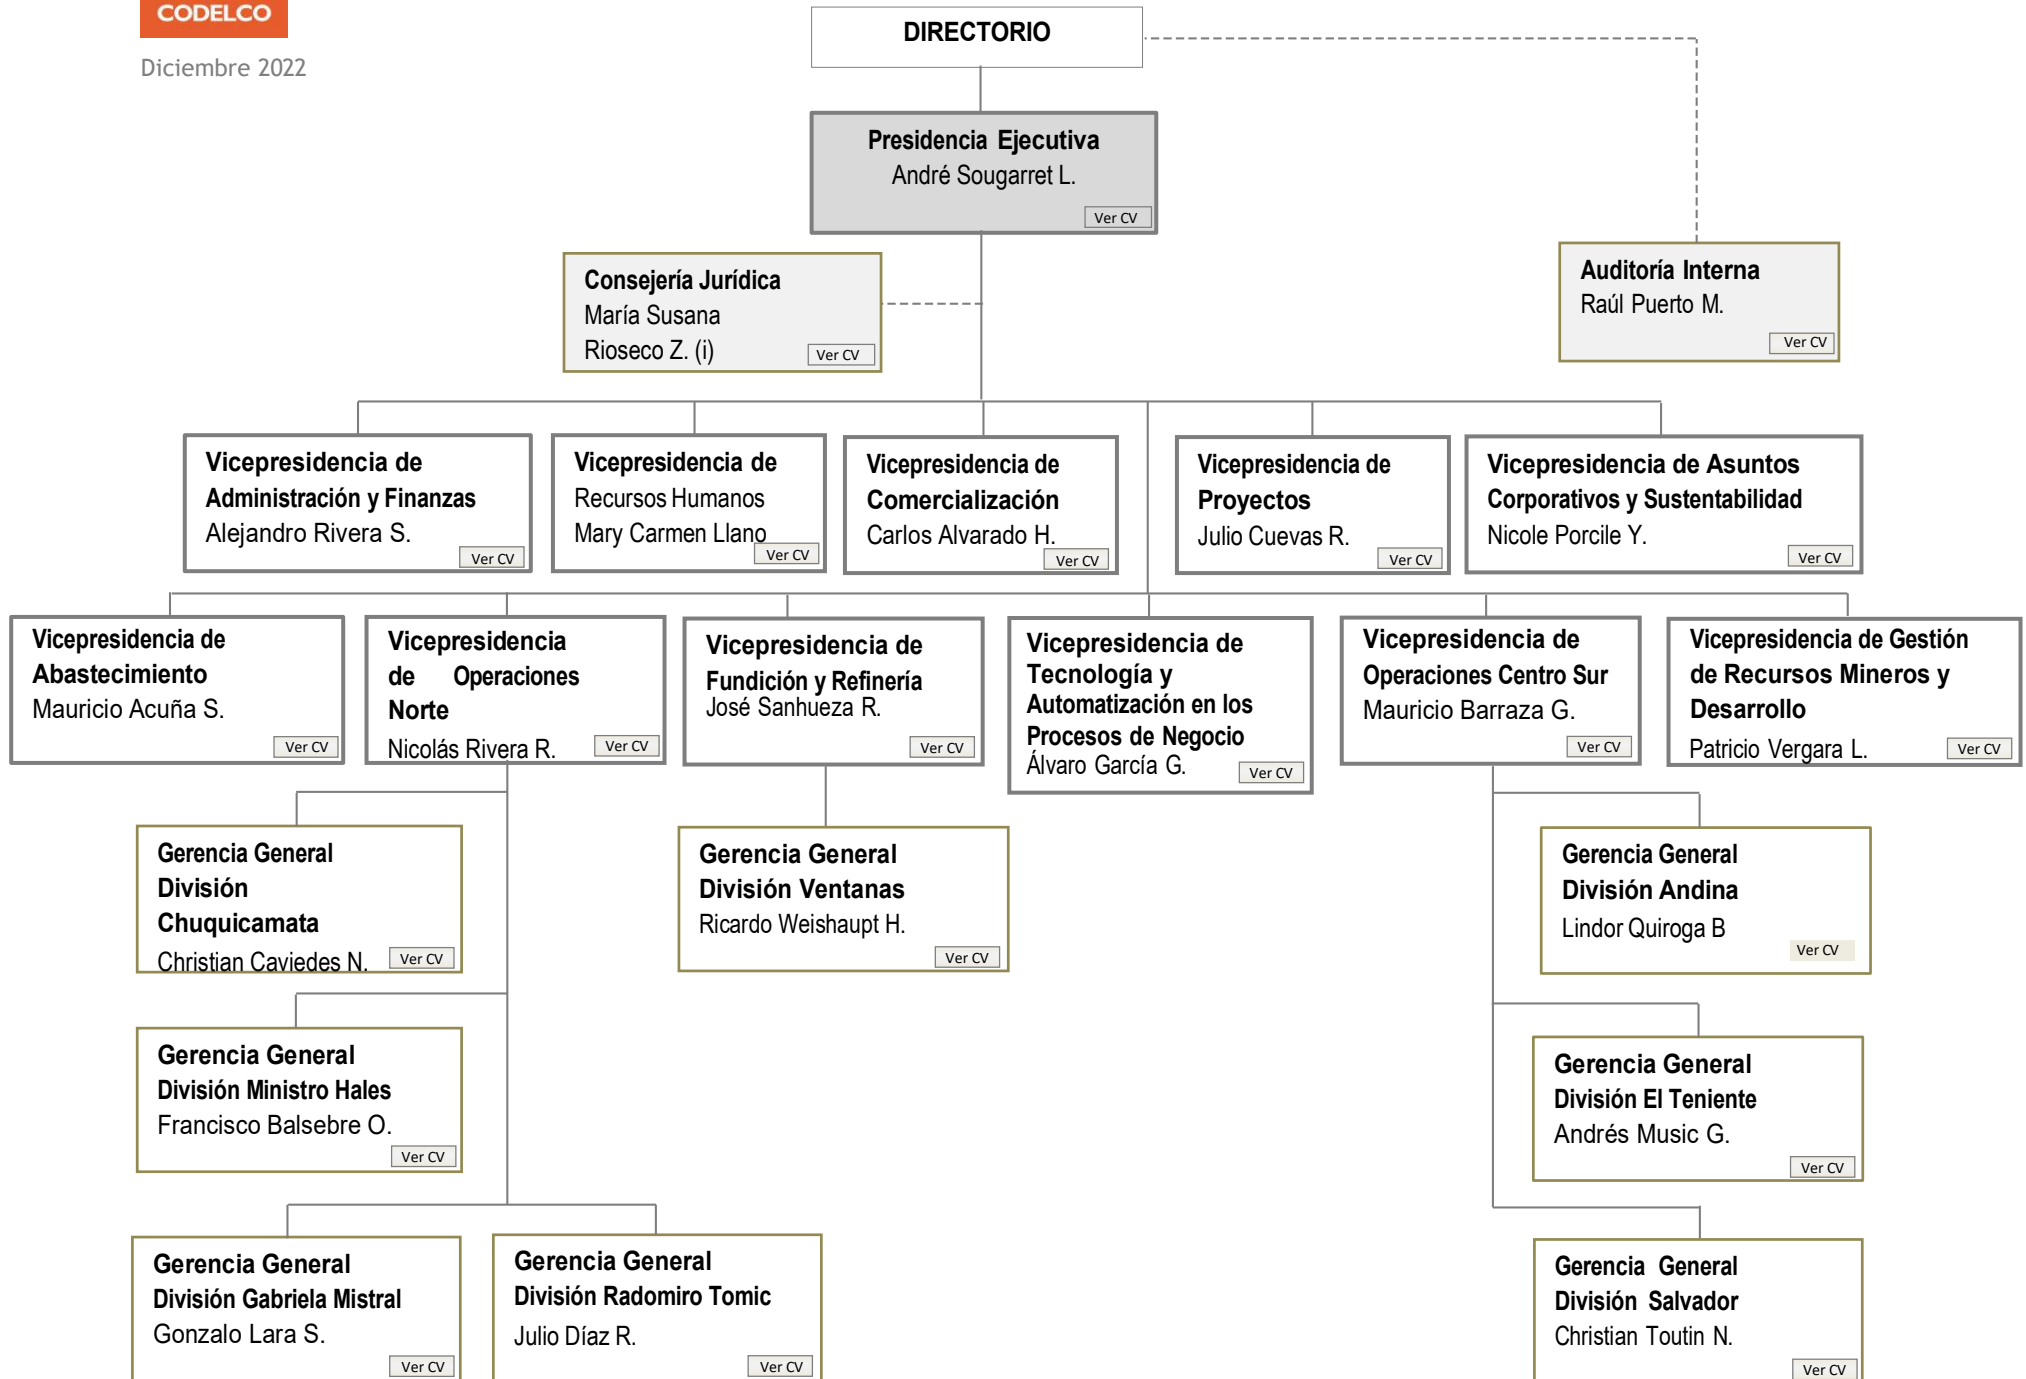 CODELCO
Diciembre 2022
DIRECTORIO
Presidencia Ejecutiva
André Sougarret L.
Ver CV
Consejería Jurídica
María Susana
Rioseco Z. (i)
Ver CV
Auditoría Interna
Raúl Puerto M.
Ver CV
Vicepresidencia de
Administración y Finanzas
Alejandro Rivera S.
Ver CV
Vicepresidencia de
Recursos Humanos
Mary Carmen Llano
Ver CV
Vicepresidencia de
Comercialización
Carlos Alvarado H.
Ver CV
Vicepresidencia de
Proyectos
Julio Cuevas R.
Ver CV
Vicepresidencia de Asuntos
Corporativos y Sustentabilidad
Nicole Porcile Y.
Ver CV
Vicepresidencia de
Abastecimiento
Mauricio Acuña S.
Ver CV
Vicepresidencia
de Operaciones
Norte
Nicolás Rivera R.
Ver CV
Vicepresidencia de
Fundición y Refinería
José Sanhueza R.
Ver CV
Vicepresidencia de
Tecnología y
Automatización en los
Procesos de Negocio
Álvaro García G.
Ver CV
Vicepresidencia de
Operaciones Centro Sur
Mauricio Barraza G.
Ver CV
Vicepresidencia de Gestión
de Recursos Mineros y
Desarrollo
Patricio Vergara L.
Ver CV
Gerencia General
División
Chuquicamata
Christian Caviedes N.
Ver CV
Gerencia General
División Ventanas
Ricardo Weishaupt H.
Ver CV
Gerencia General
División Andina
Lindor Quiroga B
Ver CV
Gerencia General
División Ministro Hales
Francisco Balsebre O.
Ver CV
Gerencia General
División El Teniente
Andrés Music G.
Ver CV
Gerencia General
División Gabriela Mistral
Gonzalo Lara S.
Ver CV
Gerencia General
División Radomiro Tomic
Julio Díaz R.
Ver CV
Gerencia General
División Salvador
Christian Toutin N.
Ver CV